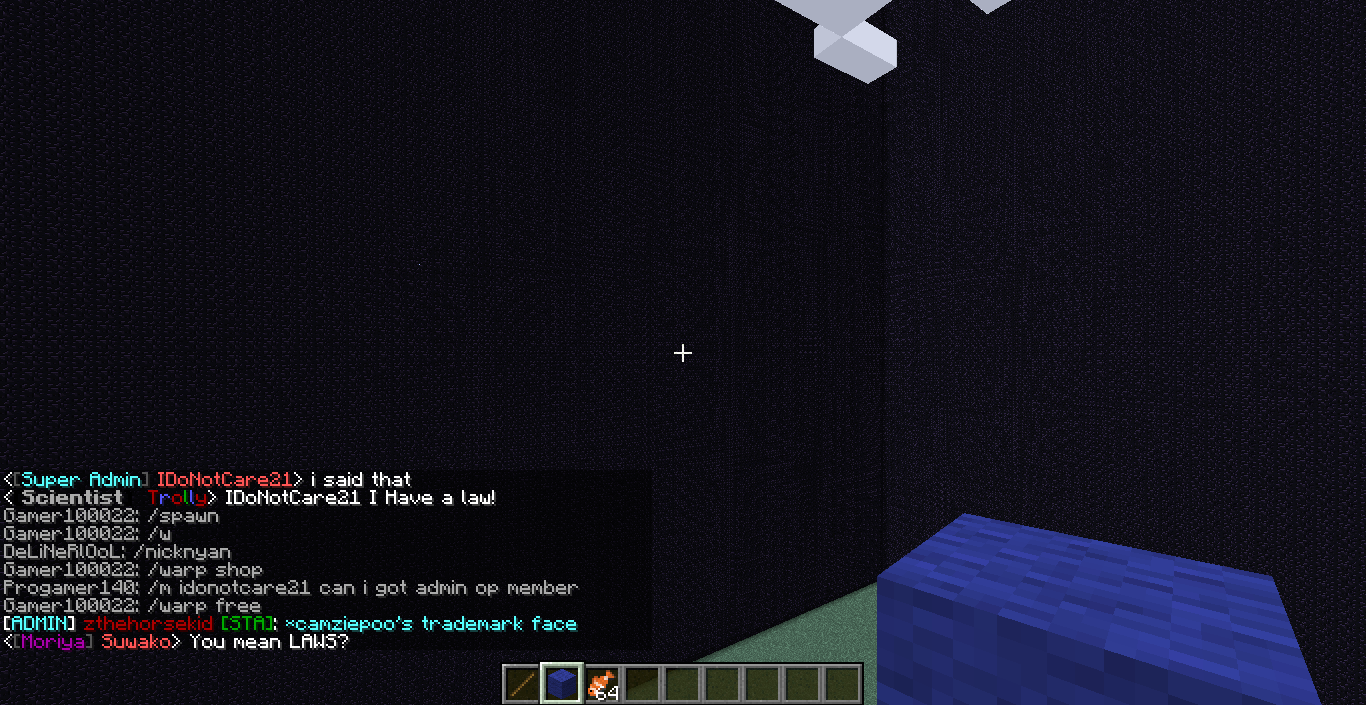 <[Super Admin] IDoNotCare21> i said that
< Scientist Trolly> IDoNotCare21 I Have a law!
Gamer100022: /spawn
Gamer100022: /w
DeLiNeRlOoL: /nicknyan
Gamer100022: /warp shop
Progamer140: /m idonotcare21 can i got admin op member
Gamer100022: /warp free
[ADMIN] zthehorsekid [STA]: *camziepoo's trademark face
<[Moriya] Suwako> You mean LAWS?
64